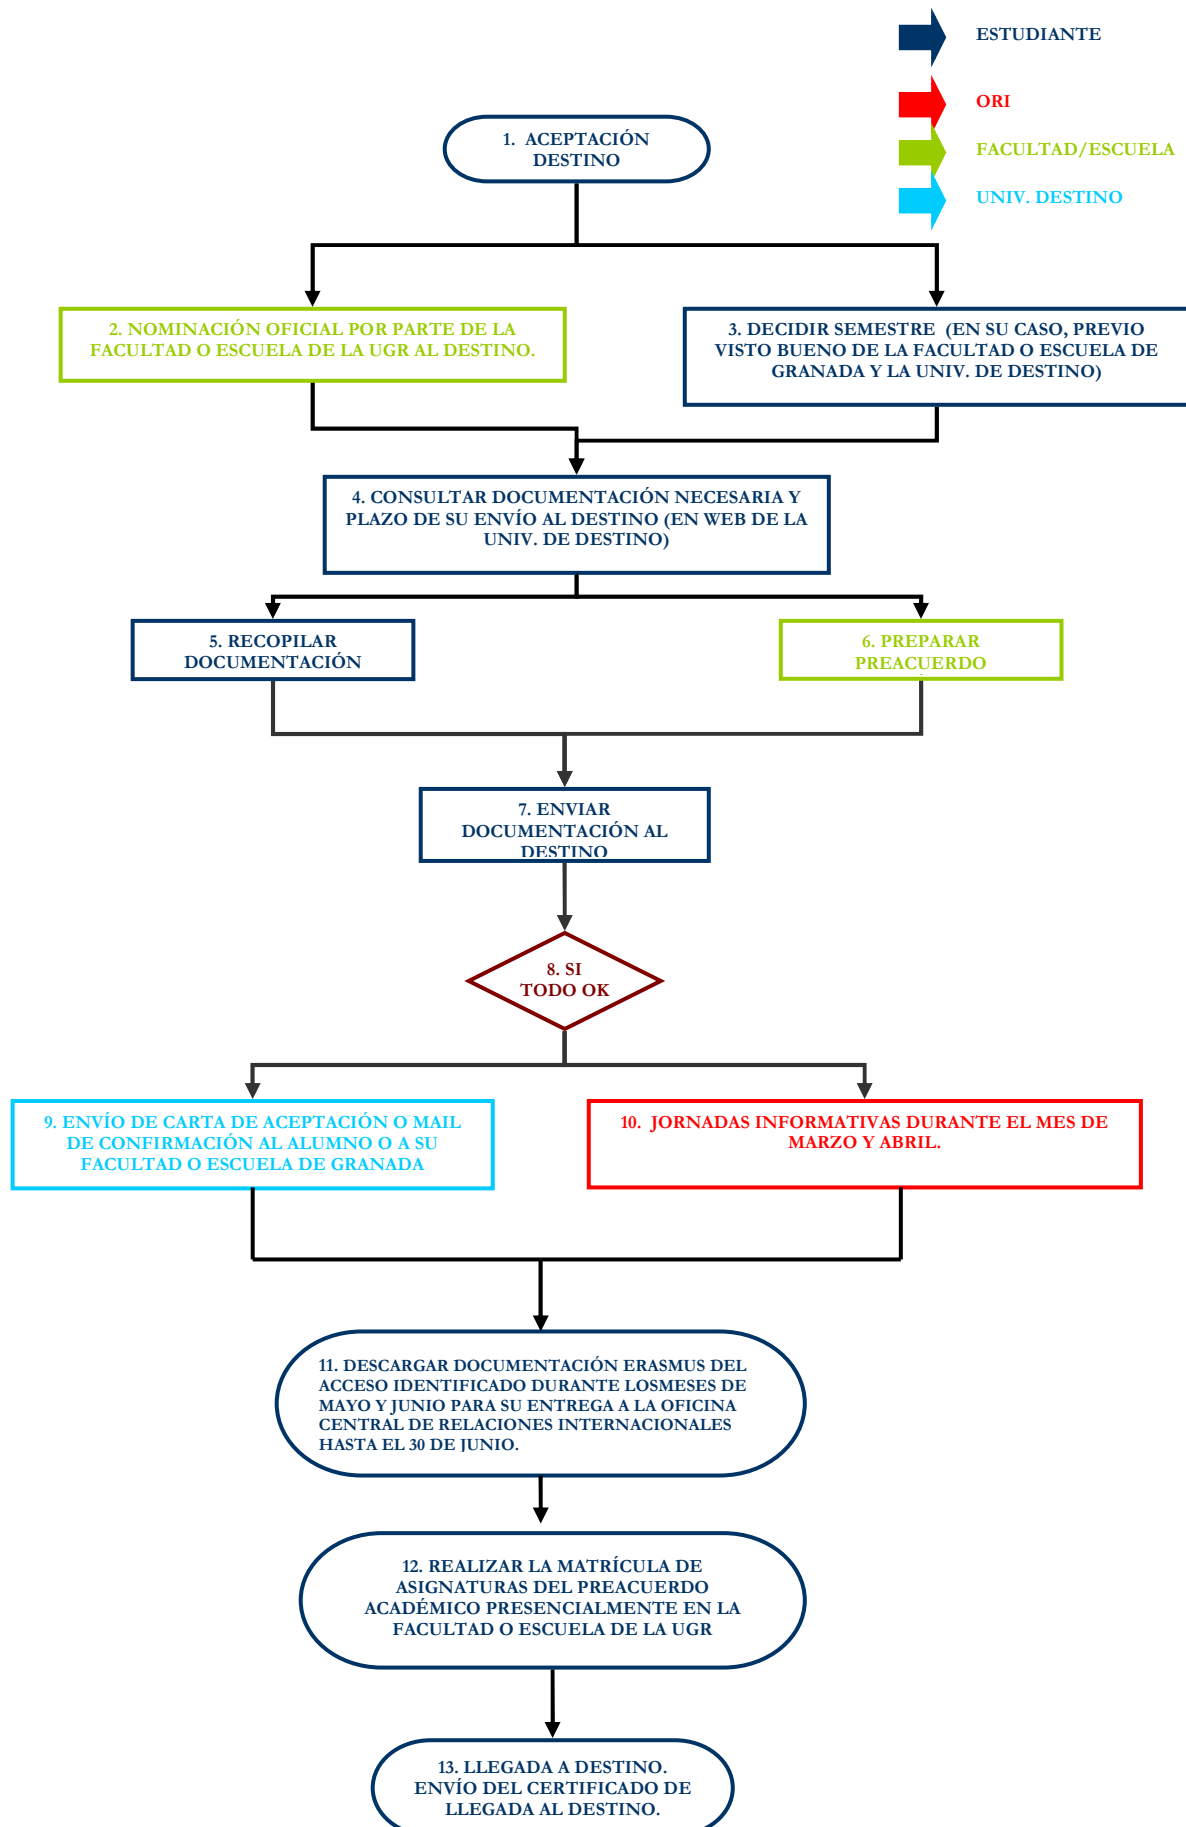 ESTUDIANTE
ORI
FACULTAD/ESCUELA
UNIV. DESTINO
1. ACEPTACIÓN
DESTINO
2. NOMINACIÓN OFICIAL POR PARTE DE LA
FACULTAD O ESCUELA DE LA UGR AL DESTINO.
3. DECIDIR SEMESTRE (EN SU CASO, PREVIO
VISTO BUENO DE LA FACULTAD O ESCUELA DE
GRANADA Y LA UNIV. DE DESTINO)
4. CONSULTAR DOCUMENTACIÓN NECESARIA Y
PLAZO DE SU ENVÍO AL DESTINO (EN WEB DE LA
UNIV. DE DESTINO)
5. RECOPILAR
DOCUMENTACIÓN
6. PREPARAR
PREACUERDO
7. ENVIAR
DOCUMENTACIÓN AL
DESTINO
8. SI
TODO OK
9. ENVÍO DE CARTA DE ACEPTACIÓN O MAIL
DE CONFIRMACIÓN AL ALUMNO O A SU
FACULTAD O ESCUELA DE GRANADA
10. JORNADAS INFORMATIVAS DURANTE EL MES DE
MARZO Y ABRIL.
11. DESCARGAR DOCUMENTACIÓN ERASMUS DEL
ACCESO IDENTIFICADO DURANTE LOSMESES DE
MAYO Y JUNIO PARA SU ENTREGA A LA OFICINA
CENTRAL DE RELACIONES INTERNACIONALES
HASTA EL 30 DE JUNIO.
12. REALIZAR LA MATRÍCULA DE
ASIGNATURAS DEL PREACUERDO
ACADÉMICO PRESENCIALMENTE EN LA
FACULTAD O ESCUELA DE LA UGR
13. LLEGADA A DESTINO.
ENVÍO DEL CERTIFICADO DE
LLEGADA AL DESTINO.